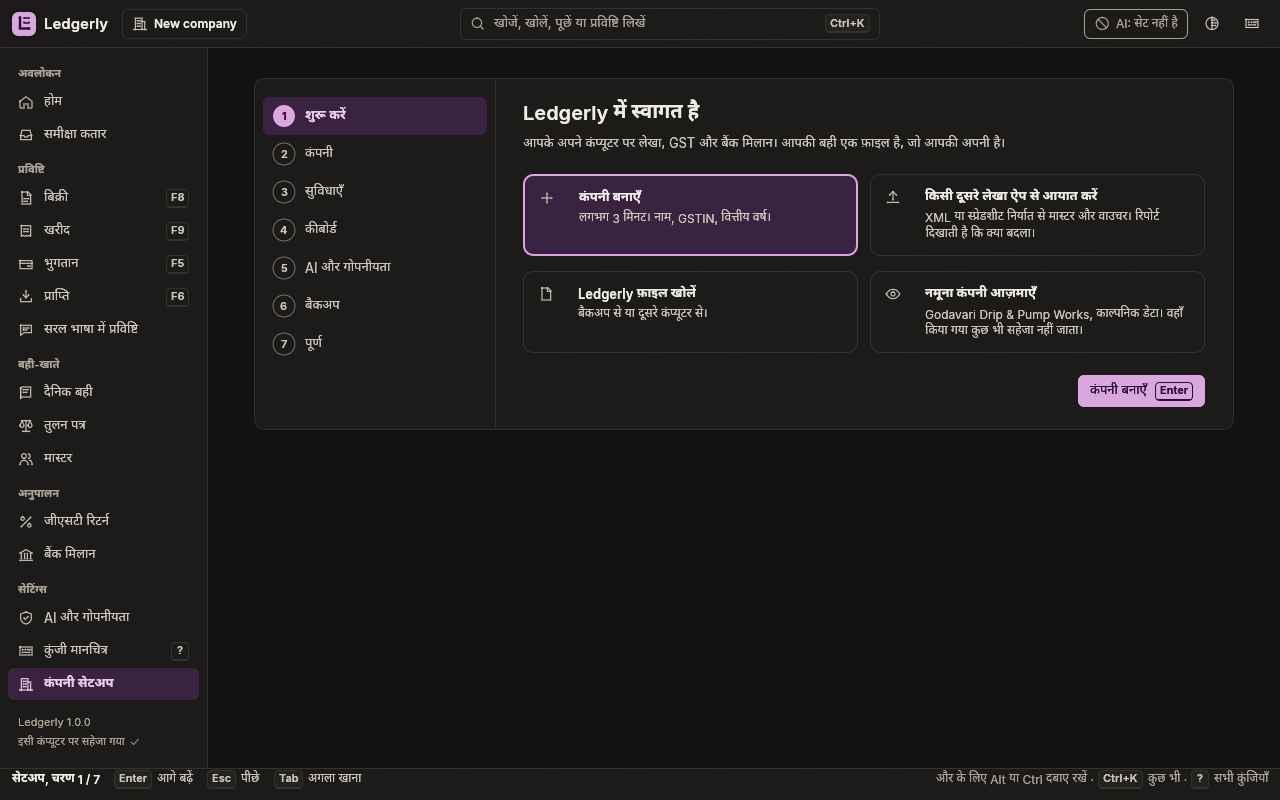 Ledgerly
New company
खोजें, खोलें, पूछें या प्रविष्टि लिखें
Ctrl+K
AI: सेट नहीं है
अवलोकन
होम
समीक्षा कतार
प्रविष्टि
बिक्री F8
खरीद F9
भुगतान F5
प्राप्ति F6
सरल भाषा में प्रविष्टि
बही-खाते
दैनिक बही
तुलन पत्र
मास्टर
अनुपालन
जीएसटी रिटर्न
बैंक मिलान
सेटिंग्स
AI और गोपनीयता
कुंजी मानचित्र ?
कंपनी सेटअप
Ledgerly 1.0.0
इसी कंप्यूटर पर सहेजा गया
1 शुरू करें
2 कंपनी
3 सुविधाएँ
4 कीबोर्ड
5 AI और गोपनीयता
6 बैकअप
7 पूर्ण
Ledgerly में स्वागत है
आपके अपने कंप्यूटर पर लेखा, GST और बैंक मिलान। आपकी बही एक फ़ाइल है, जो आपकी अपनी है।
कंपनी बनाएँ
लगभग 3 मिनट। नाम, GSTIN, वित्तीय वर्ष।
किसी दूसरे लेखा ऐप से आयात करें
XML या स्प्रेडशीट निर्यात से मास्टर और वाउचर। रिपोर्ट
दिखाती है कि क्या बदला।
Ledgerly फ़ाइल खोलें
बैकअप से या दूसरे कंप्यूटर से।
नमूना कंपनी आज़माएँ
Godavari Drip & Pump Works, काल्पनिक डेटा। वहाँ
किया गया कुछ भी सहेजा नहीं जाता।
कंपनी बनाएँ Enter
सेटअप, चरण 1 / 7 Enter आगे बढ़ें Esc पीछे Tab अगला खाना
और के लिए Alt या Ctrl दबाए रखें · Ctrl+K कुछ भी · ? सभी कुंजियाँ